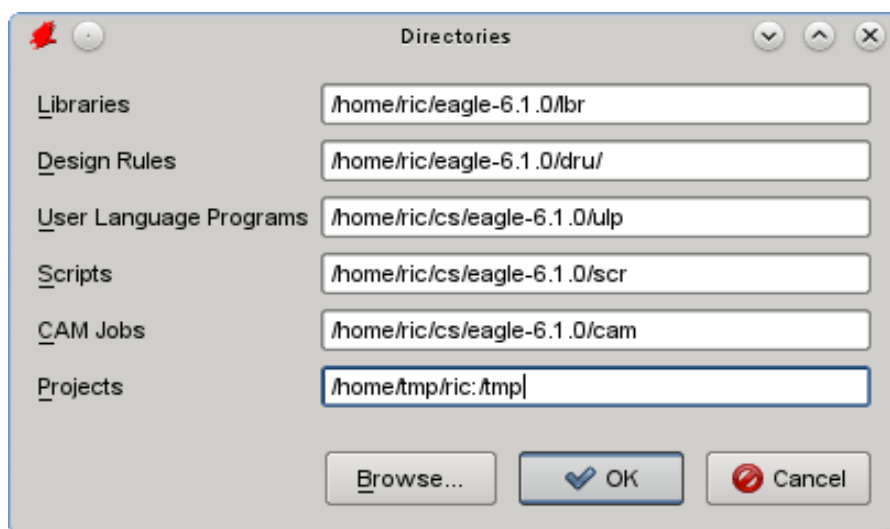 Directories
Libraries /home/ric/eagle-6.1.0/lbr
Design Rules /home/ric/eagle-6.1.0/dru/
User Language Programs /home/ric/cs/eagle-6.1.0/ulp
Scripts /home/ric/cs/eagle-6.1.0/scr
CAM Jobs /home/ric/cs/eagle-6.1.0/cam
Projects /home/tmp/ric:/tmp
Browse... OK Cancel